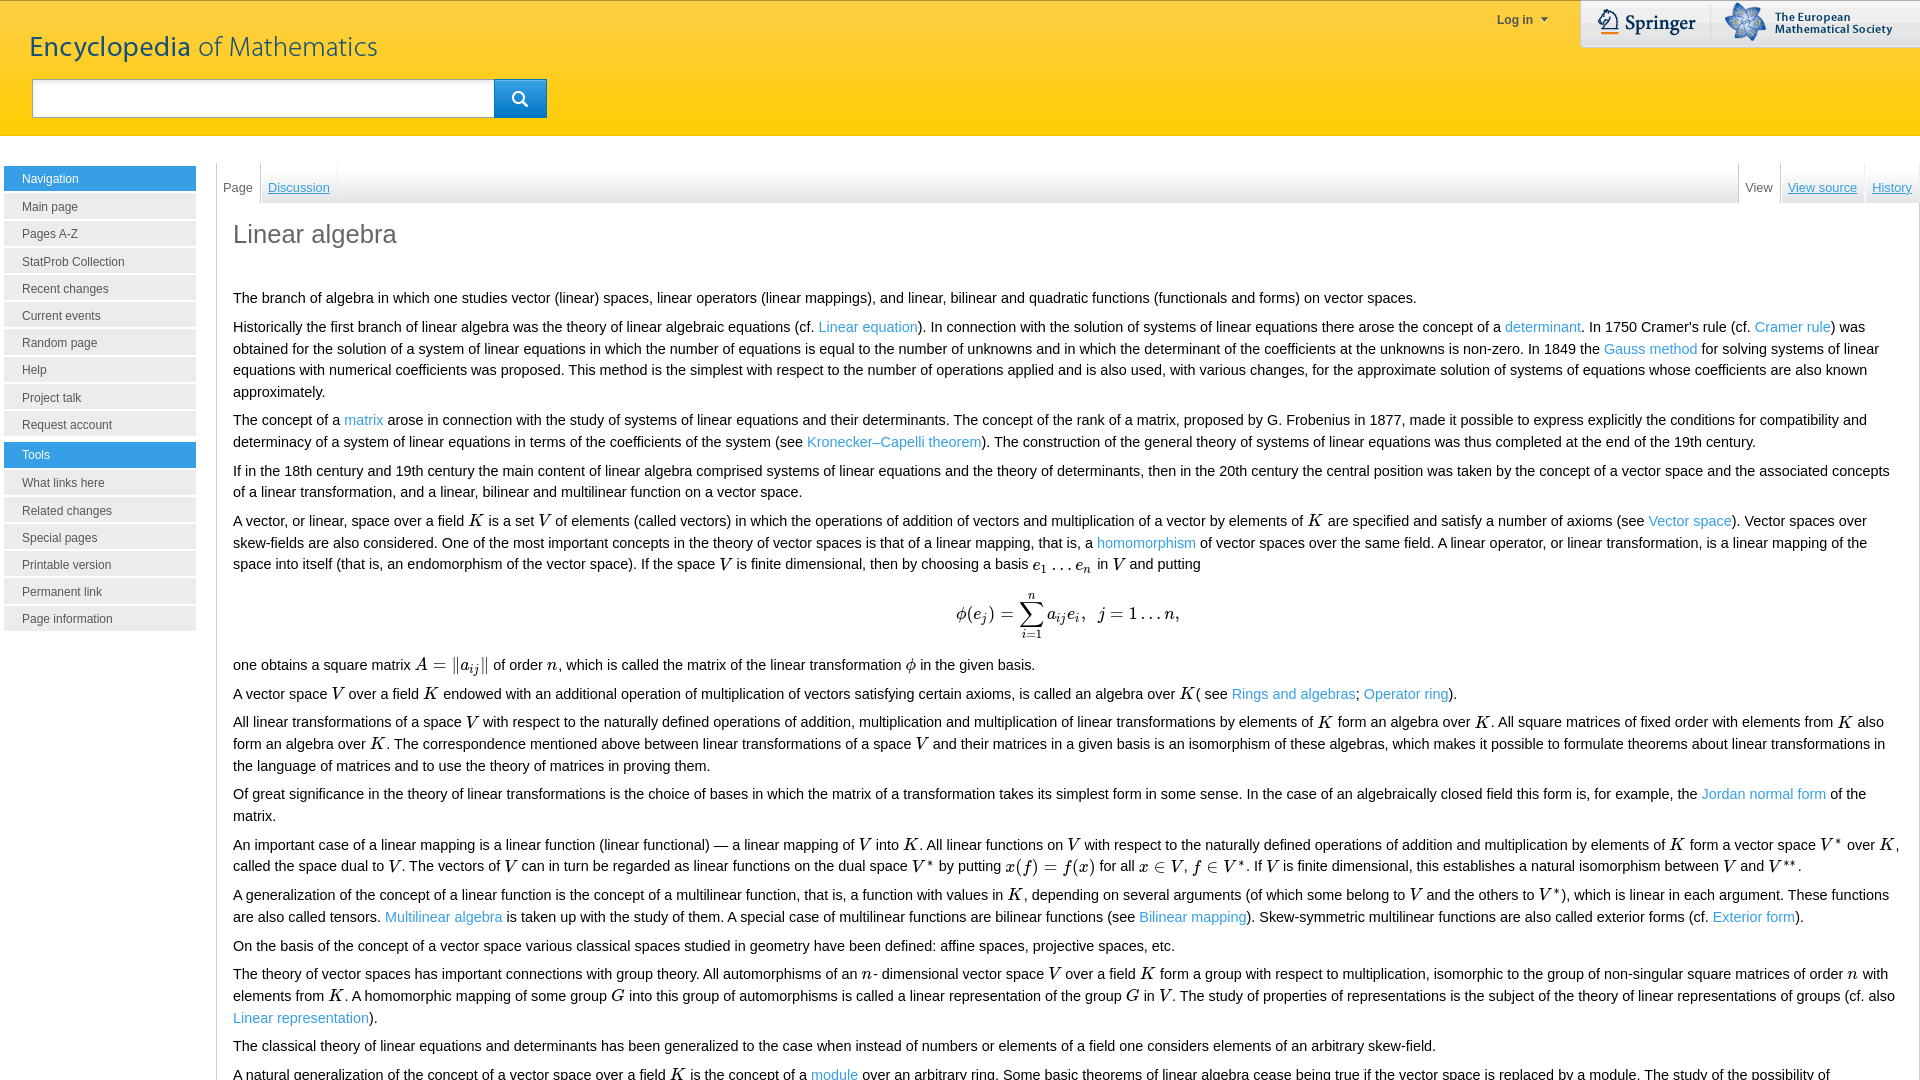 Log in
Springer
The European
Mathematical Society
Encyclopedia of Mathematics
Navigation
Main page
Pages A-Z
StatProb Collection
Recent changes
Current events
Random page
Help
Project talk
Request account
Tools
What links here
Related changes
Special pages
Printable version
Permanent link
Page information
Page Discussion View View source History
Linear algebra
The branch of algebra in which one studies vector (linear) spaces, linear operators (linear mappings), and linear, bilinear and quadratic functions (functionals and forms) on vector spaces.
Historically the first branch of linear algebra was the theory of linear algebraic equations (cf. Linear equation). In connection with the solution of systems of linear equations there arose the concept of a determinant. In 1750 Cramer's rule (cf. Cramer rule) was
obtained for the solution of a system of linear equations in which the number of equations is equal to the number of unknowns and in which the determinant of the coefficients at the unknowns is non-zero. In 1849 the Gauss method for solving systems of linear
equations with numerical coefficients was proposed. This method is the simplest with respect to the number of operations applied and is also used, with various changes, for the approximate solution of systems of equations whose coefficients are also known
approximately.
The concept of a matrix arose in connection with the study of systems of linear equations and their determinants. The concept of the rank of a matrix, proposed by G. Frobenius in 1877, made it possible to express explicitly the conditions for compatibility and
determinacy of a system of linear equations in terms of the coefficients of the system (see Kronecker–Capelli theorem). The construction of the general theory of systems of linear equations was thus completed at the end of the 19th century.
If in the 18th century and 19th century the main content of linear algebra comprised systems of linear equations and the theory of determinants, then in the 20th century the central position was taken by the concept of a vector space and the associated concepts
of a linear transformation, and a linear, bilinear and multilinear function on a vector space.
A vector, or linear, space over a field K is a set V of elements (called vectors) in which the operations of addition of vectors and multiplication of a vector by elements of K are specified and satisfy a number of axioms (see Vector space). Vector spaces over
skew-fields are also considered. One of the most important concepts in the theory of vector spaces is that of a linear mapping, that is, a homomorphism of vector spaces over the same field. A linear operator, or linear transformation, is a linear mapping of the
space into itself (that is, an endomorphism of the vector space). If the space V is finite dimensional, then by choosing a basis e₁ … eₙ in V and putting
ϕ(e_j) = ∑_{i=1}^{n} a_{ij}e_i, j = 1 … n,
one obtains a square matrix A = ‖a_{ij}‖ of order n, which is called the matrix of the linear transformation ϕ in the given basis.
A vector space V over a field K endowed with an additional operation of multiplication of vectors satisfying certain axioms, is called an algebra over K( see Rings and algebras; Operator ring).
All linear transformations of a space V with respect to the naturally defined operations of addition, multiplication and multiplication of linear transformations by elements of K form an algebra over K. All square matrices of fixed order with elements from K also
form an algebra over K. The correspondence mentioned above between linear transformations of a space V and their matrices in a given basis is an isomorphism of these algebras, which makes it possible to formulate theorems about linear transformations in
the language of matrices and to use the theory of matrices in proving them.
Of great significance in the theory of linear transformations is the choice of bases in which the matrix of a transformation takes its simplest form in some sense. In the case of an algebraically closed field this form is, for example, the Jordan normal form of the
matrix.
An important case of a linear mapping is a linear function (linear functional) — a linear mapping of V into K. All linear functions on V with respect to the naturally defined operations of addition and multiplication by elements of K form a vector space V* over K,
called the space dual to V. The vectors of V can in turn be regarded as linear functions on the dual space V* by putting x(f) = f(x) for all x ∈ V, f ∈ V*. If V is finite dimensional, this establishes a natural isomorphism between V and V**.
A generalization of the concept of a linear function is the concept of a multilinear function, that is, a function with values in K, depending on several arguments (of which some belong to V and the others to V*), which is linear in each argument. These functions
are also called tensors. Multilinear algebra is taken up with the study of them. A special case of multilinear functions are bilinear functions (see Bilinear mapping). Skew-symmetric multilinear functions are also called exterior forms (cf. Exterior form).
On the basis of the concept of a vector space various classical spaces studied in geometry have been defined: affine spaces, projective spaces, etc.
The theory of vector spaces has important connections with group theory. All automorphisms of an n- dimensional vector space V over a field K form a group with respect to multiplication, isomorphic to the group of non-singular square matrices of order n with
elements from K. A homomorphic mapping of some group G into this group of automorphisms is called a linear representation of the group G in V. The study of properties of representations is the subject of the theory of linear representations of groups (cf. also
Linear representation).
The classical theory of linear equations and determinants has been generalized to the case when instead of numbers or elements of a field one considers elements of an arbitrary skew-field.
A natural generalization of the concept of a vector space over a field K is the concept of a module over an arbitrary ring. Some basic theorems of linear algebra cease being true if the vector space is replaced by a module. The study of the possibility of